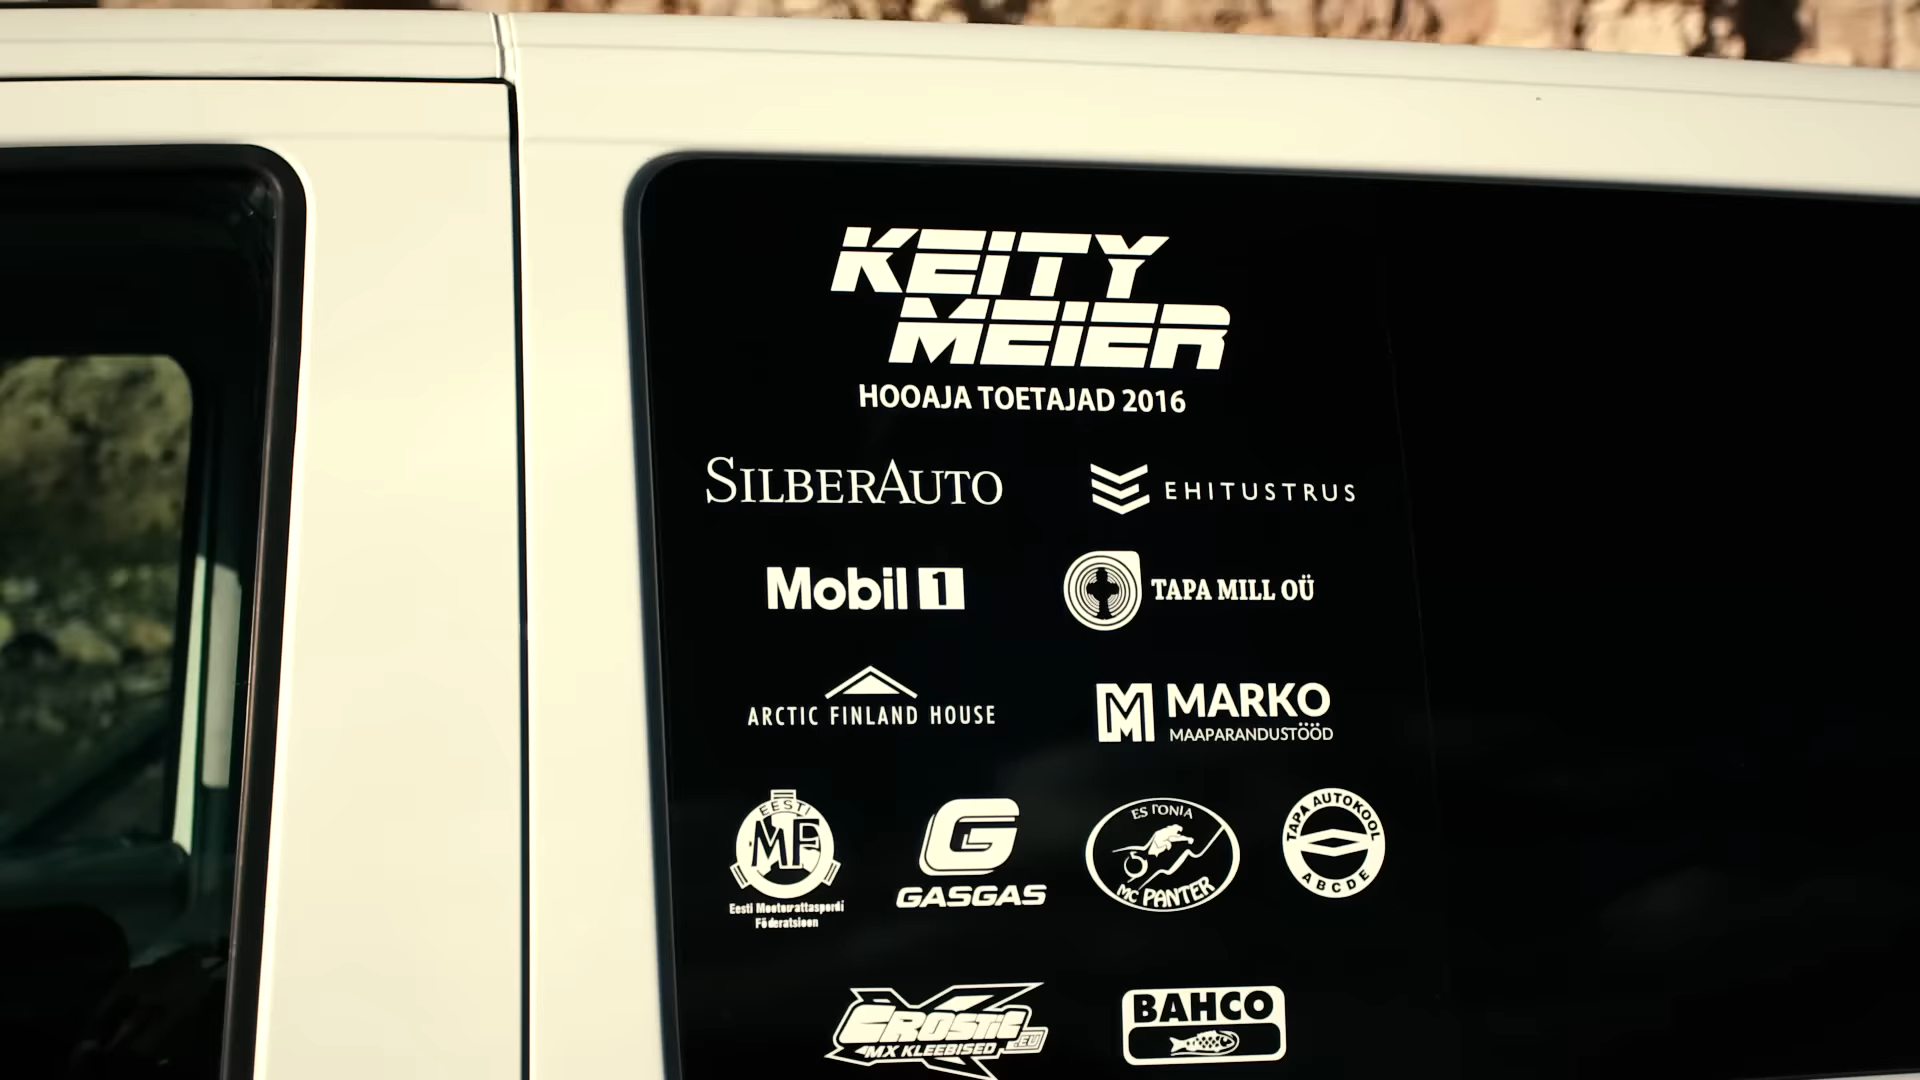 KEITY
MEIER
HOOAJA TOETAJAD 2016
SILBERAUTO
EHITUSTRUS
Mobil 1
TAPA MILL OÜ
ARCTIC FINLAND HOUSE
M MARKO
MAAPARANDUSTÖÖD
EESTI
MF
Eesti Mootorrattaspordi
Föderatsioon
G
GASGAS
ESTONIA
MC PANTER
TAPA AUTOKOOL
ABCDE
CROSTIC.EU
MX KLEEBISED
BAHCO